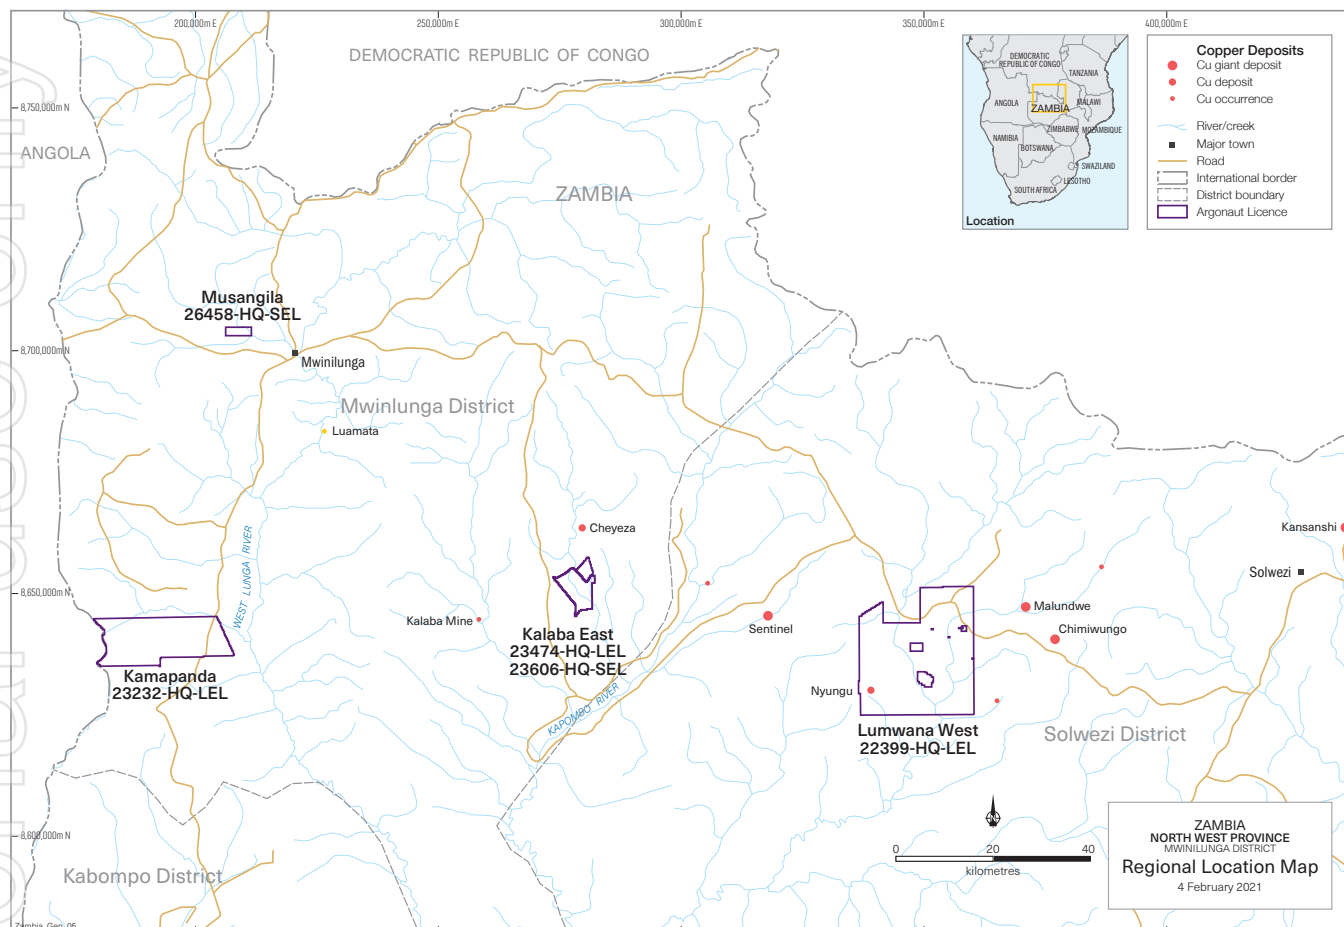 200,000m E
250,000m E
300,000m E
350,000m E
400,000m E
8,750,000m N
8,700,000m N
8,650,000m N
8,600,000m N
DEMOCRATIC REPUBLIC OF CONGO
ANGOLA
ZAMBIA
Musangila
26458-HQ-SEL
Mwinilunga
Mwinlunga District
Luamata
Cheyeza
WEST LUNGA RIVER
Kalaba Mine
Kalaba East
23474-HQ-LEL
23606-HQ-SEL
Kamapanda
23232-HQ-LEL
KAPOMBO RIVER
Sentinel
Nyungu
Lumwana West
22399-HQ-LEL
Malundwe
Chimiwungo
Kansanshi
Solwezi
Solwezi District
Kabompo District
DEMOCRATIC
REPUBLIC OF CONGO
TANZANIA
ANGOLA
ZAMBIA
MALAWI
NAMIBIA
ZIMBABWE
MOZAMBIQUE
BOTSWANA
SWAZILAND
LESOTHO
SOUTH AFRICA
Location
Copper Deposits
Cu giant deposit
Cu deposit
Cu occurrence
River/creek
Major town
Road
International border
District boundary
Argonaut Licence
0
20
40
kilometres
ZAMBIA
NORTH WEST PROVINCE
MWINILUNGA DISTRICT
Regional Location Map
4 February 2021
Zambia_Gen_05